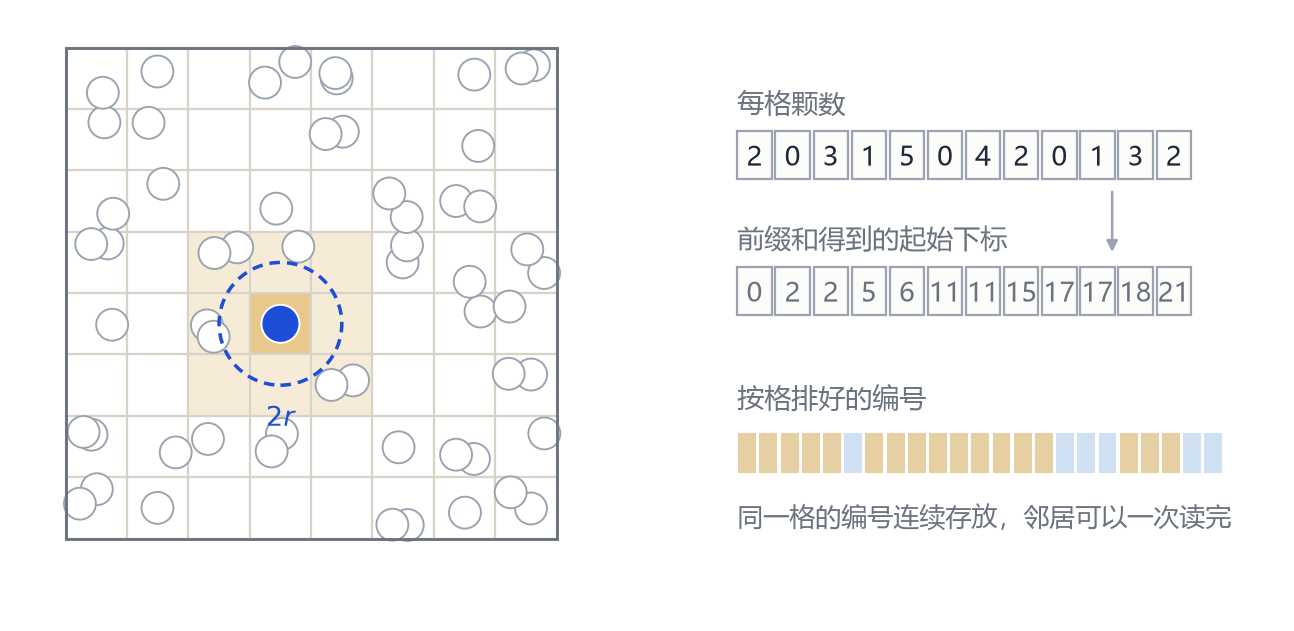 2r
每格颗数
2 0 3 1 5 0 4 2 0 1 3 2
前缀和得到的起始下标
0 2 2 5 6 11 11 15 17 17 18 21
按格排好的编号
同一格的编号连续存放，邻居可以一次读完